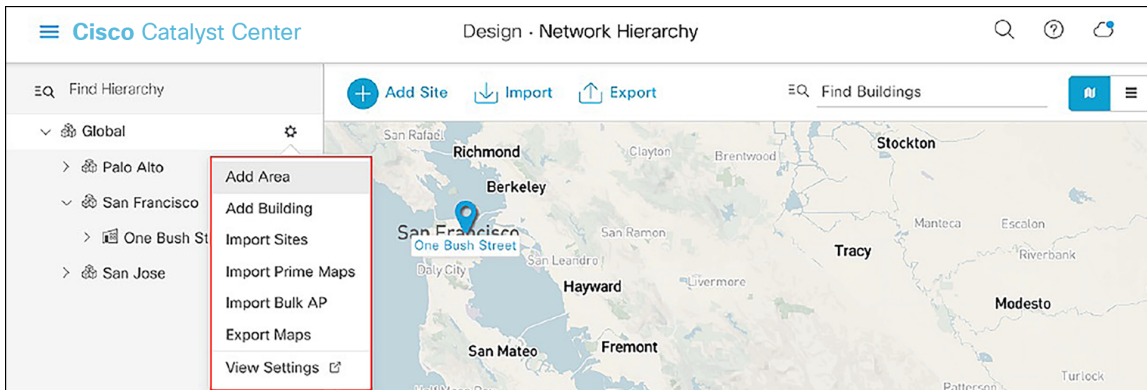 Cisco Catalyst Center
Design · Network Hierarchy
Find Hierarchy
Add Site
Import
Export
Find Buildings
Global
Palo Alto
San Francisco
One Bush St
San Jose
Add Area
Add Building
Import Sites
Import Prime Maps
Import Bulk AP
Export Maps
View Settings
San Rafael
Richmond
Clayton
Brentwood
Stockton
Berkeley
San Francisco
One Bush Street
San Ramon
Manteca
Escalon
Daly City
San Leandro
Tracy
Riverbank
Hayward
Livermore
Modesto
San Mateo
Fremont
Turlock
Patterson